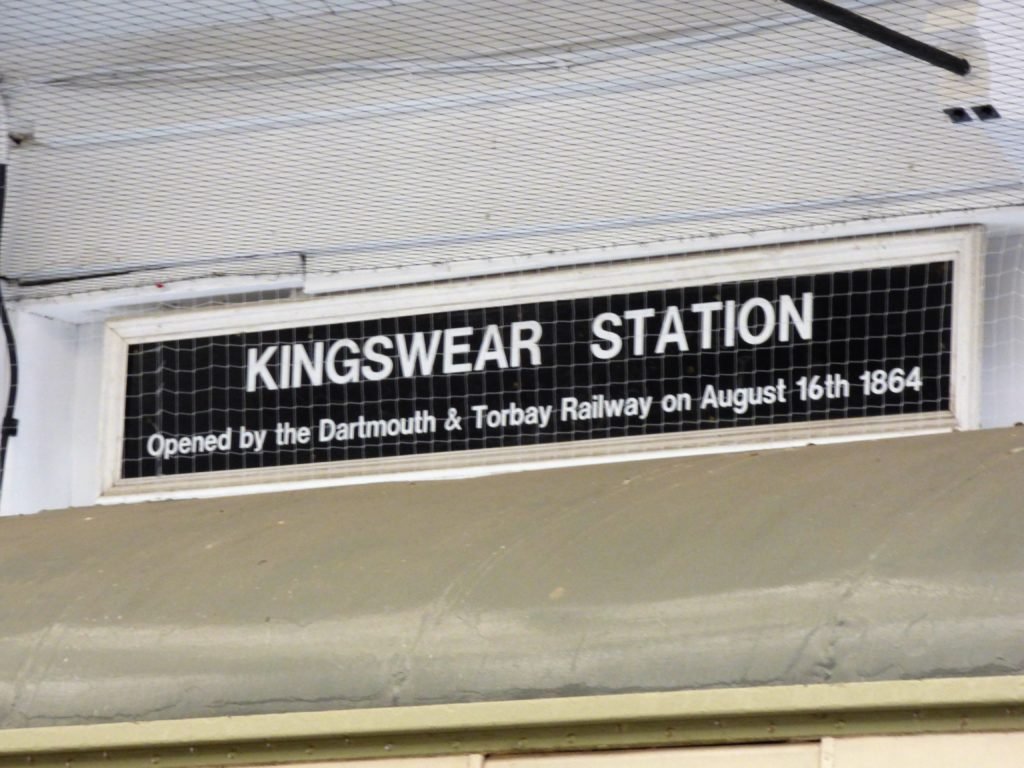 KINGSWEAR STATION
Opened by the Dartmouth & Torbay Railway on August 16th 1864